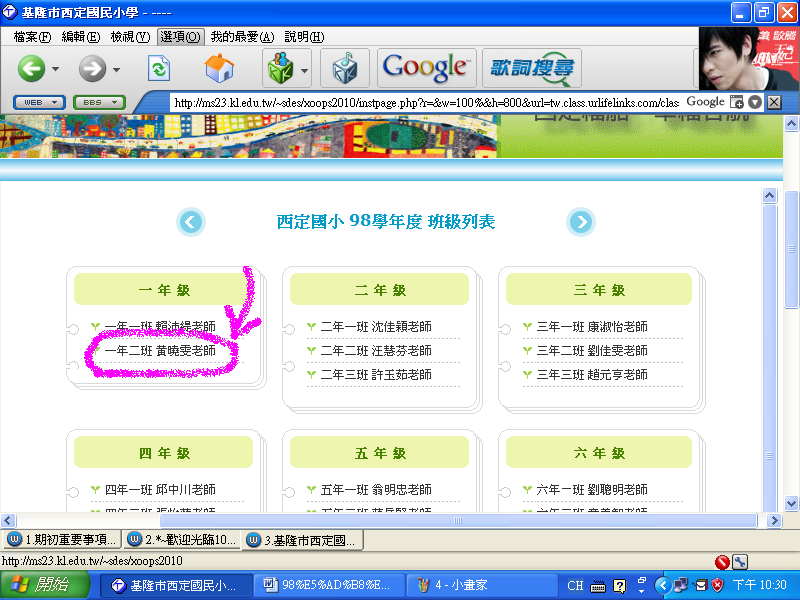 基隆市西定國民小學 - ----
檔案(F) 編輯(E) 檢視(V) 選項(O) 我的最愛(A) 說明(H)
Google 歌詞搜尋
WEB BBS http://ms23.kl.edu.tw/~sdes/xoops2010/instpage.php?r=&w=100%&h=800&url=tw.class.urlifelinks.com/clas Google
西定國小 98學年度 班級列表
一 年 級 二 年 級 三 年 級
一年一班 賴沛緹老師 二年一班 沈佳穎老師 三年一班 康淑怡老師
一年二班 黃曉雯老師 二年二班 汪慧芬老師 三年二班 劉佳雯老師
二年三班 許玉茹老師 三年三班 趙元亨老師
四 年 級 五 年 級 六 年 級
四年一班 邱中川老師 五年一班 翁明忠老師 六年一班 劉聰明老師
1.期初重要事項... 2.*~歡迎光臨10... 3.基隆市西定國...
http://ms23.kl.edu.tw/~sdes/xoops2010
開始 基隆市西定國民小... 98%E5%AD%B8%E... 4 - 小畫家 CH 下午 10:30